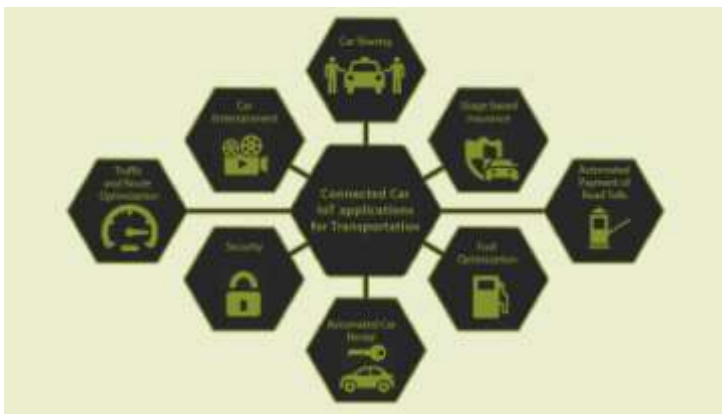 Car Sharing
Car
Entertainment
Usage based
Insurance
Traffic
and Route
Optimization
Connected Car
IoT applications
for Transportation
Automated
Payment of
Road Tolls
Security
Fuel
Optimization
Automated Car
Rental